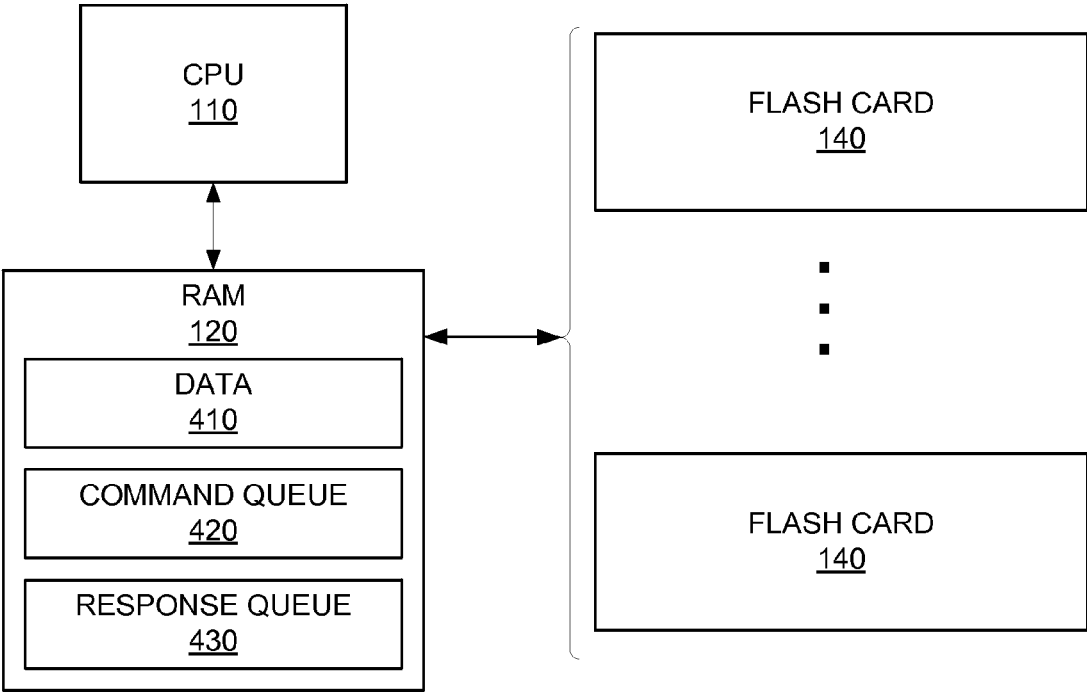 CPU
110
RAM
120
DATA
410
COMMAND QUEUE
420
RESPONSE QUEUE
430
FLASH CARD
140
FLASH CARD
140